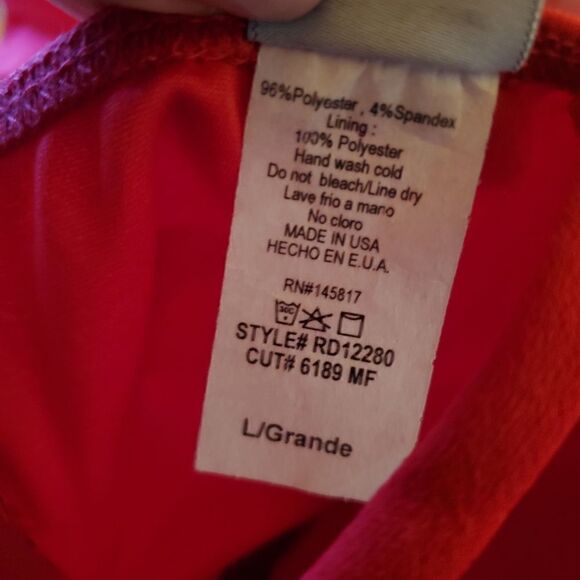 96%Polyester , 4%Spandex
Lining :
100% Polyester
Hand wash cold
Do not bleach/Line dry
Lave frio a mano
No cloro
MADE IN USA
HECHO EN E.U.A.
RN#145817
30C
STYLE# RD12280
CUT# 6189 MF
L/Grande